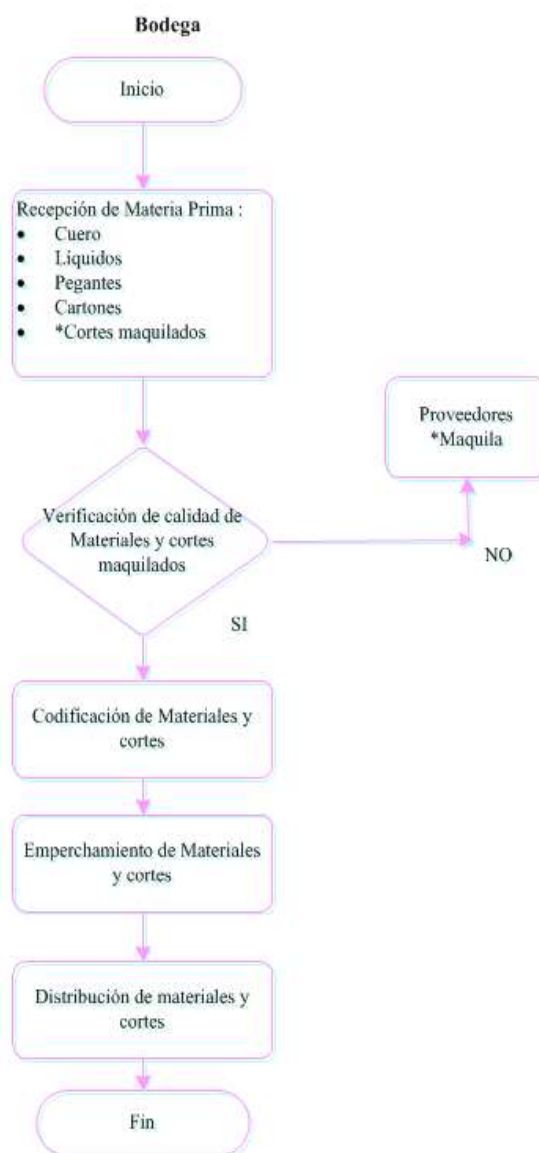 Bodega
Inicio
Recepción de Materia Prima :
• Cuero
• Líquidos
• Pegantes
• Cartones
• *Cortes maquilados
Proveedores
*Maquila
Verificación de calidad de
Materiales y cortes
maquilados
NO
SI
Codificación de Materiales y
cortes
Emperchamiento de Materiales
y cortes
Distribución de materiales y
cortes
Fin